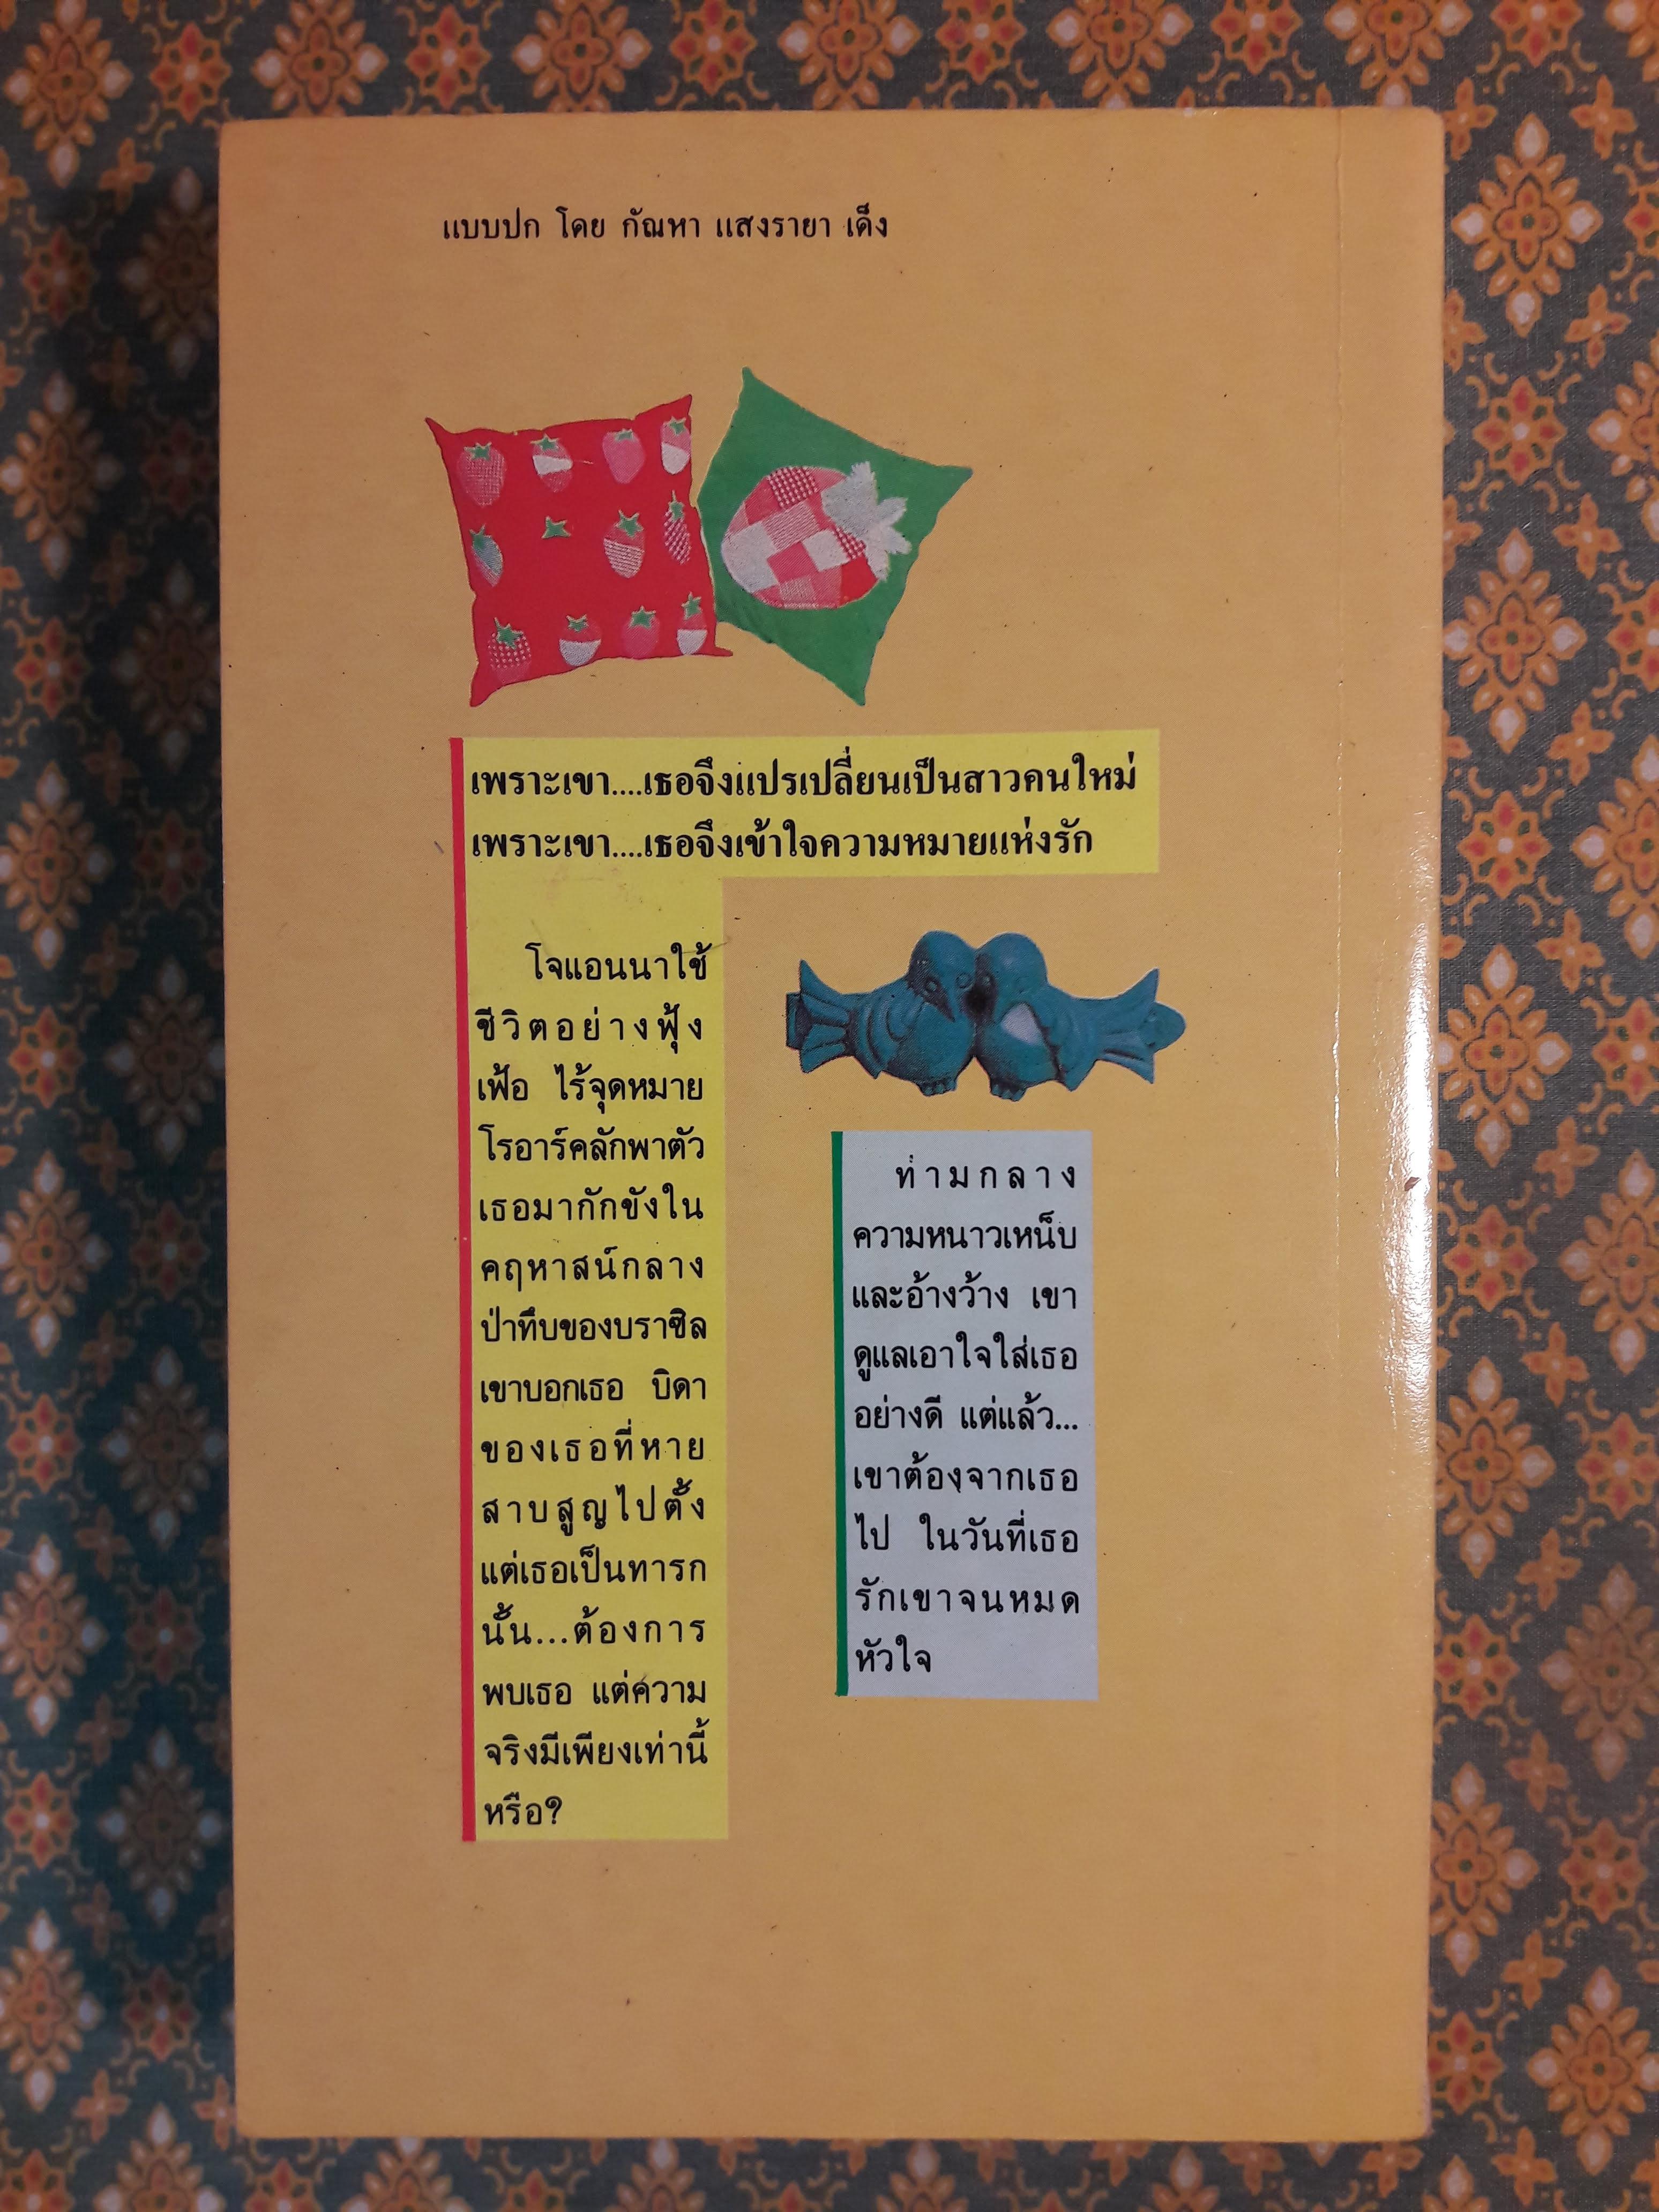 แบบปก โดย กัณหา แสงรายา เด็ง
เพราะเขา....เธอจึงแปรเปลี่ยนเป็นสาวคนใหม่
เพราะเขา....เธอจึงเข้าใจความหมายแห่งรัก
โจแอนนาใช้
ชีวิตอย่างฟุ้ง
เฟ้อ ไร้จุดหมาย
โรอาร์คลักพาตัว
เธอมากักขังใน
คฤหาสน์กลาง
ป่าทึบของบราซิล
เขาบอกเธอ บิดา
ของเธอที่หาย
สาบสูญไปตั้ง
แต่เธอเป็นทารก
นั้น...ต้องการ
พบเธอ แต่ความ
จริงมีเพียงเท่านี้
หรือ?
ท่ามกลาง
ความหนาวเหน็บ
และอ้างว้าง เขา
ดูแลเอาใจใส่เธอ
อย่างดี แต่แล้ว...
เขาต้องจากเธอ
ไป ในวันที่เธอ
รักเขาจนหมด
หัวใจ